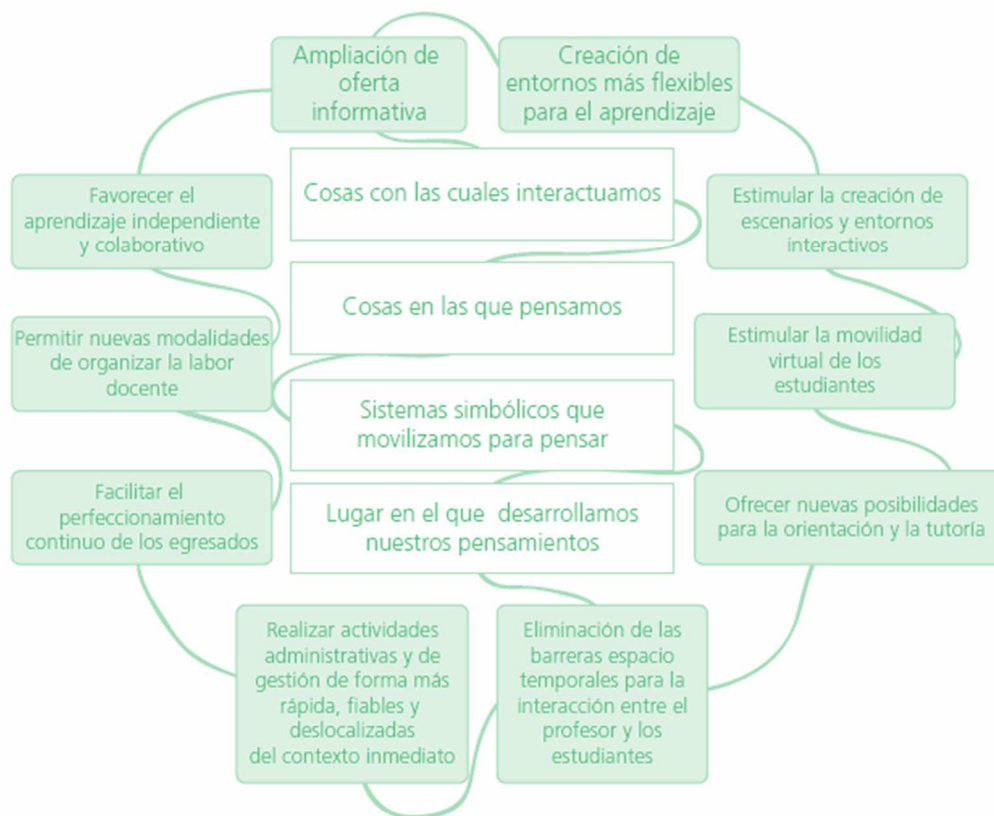 Ampliación de
oferta
informativa
Creación de
entornos más flexibles
para el aprendizaje
Cosas con las cuales interactuamos
Favorecer el
aprendizaje independiente
y colaborativo
Estimular la creación de
escenarios y entornos
interactivos
Cosas en las que pensamos
Permitir nuevas modalidades
de organizar la labor
docente
Estimular la movilidad
virtual de los
estudiantes
Sistemas simbólicos que
movilizamos para pensar
Facilitar el
perfeccionamiento
continuo de los egresados
Lugar en el que desarrollamos
nuestros pensamientos
Ofrecer nuevas posibilidades
para la orientación y la tutoría
Realizar actividades
administrativas y de
gestión de forma más
rápida, fiables y
deslocalizadas
del contexto inmediato
Eliminación de las
barreras espacio
temporales para la
interacción entre el
profesor y los
estudiantes